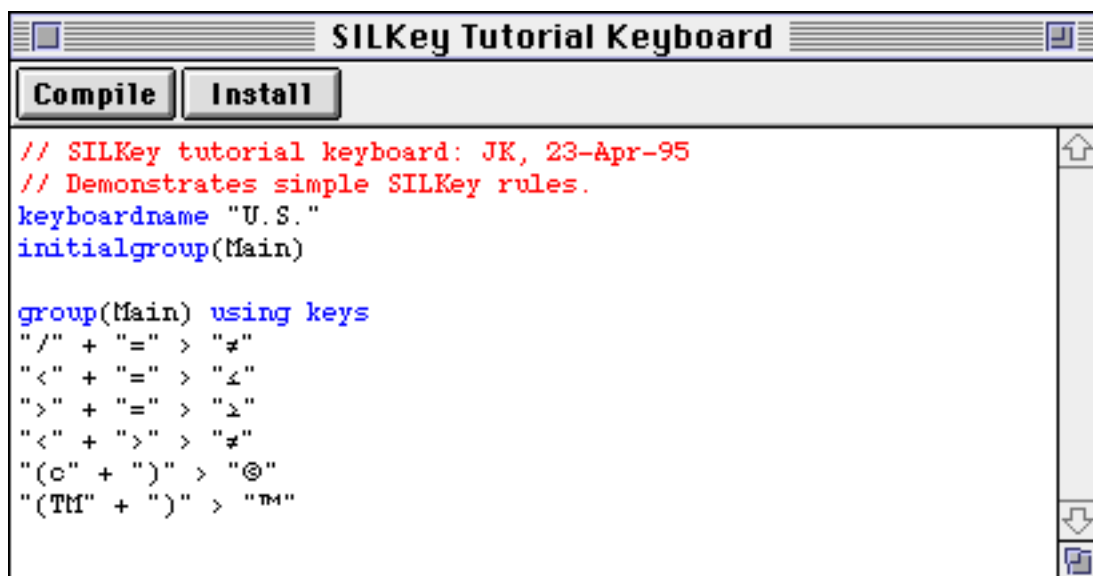 SILKey Tutorial Keyboard
Compile Install
// SILKey tutorial keyboard: JK, 23-Apr-95
// Demonstrates simple SILKey rules.
keyboardname "U.S."
initialgroup(Main)
group(Main) using keys
"/" + "=" > "≠"
"<" + "=" > "≤"
">" + "=" > "≥"
"<" + ">" > "≠"
"(c" + ")" > "©"
"(TM" + ")" > "™"